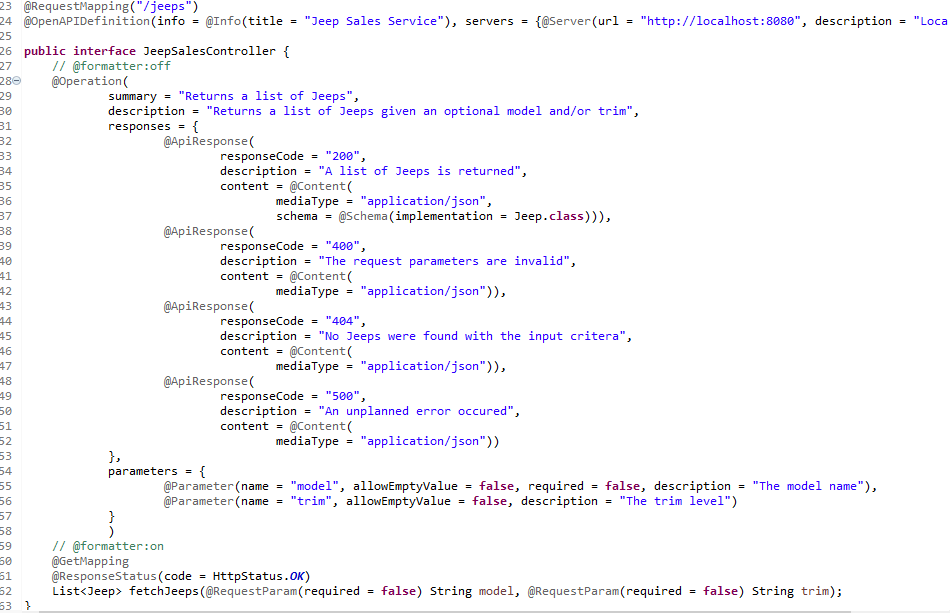 23 @RequestMapping("/jeeps")
24 @OpenAPIDefinition(info = @Info(title = "Jeep Sales Service"), servers = {@Server(url = "http://localhost:8080", description = "Loca
25
26 public interface JeepSalesController {
27     // @formatter:off
28     @Operation(
29             summary = "Returns a list of Jeeps",
30             description = "Returns a list of Jeeps given an optional model and/or trim",
31             responses = {
32                     @ApiResponse(
33                             responseCode = "200",
34                             description = "A list of Jeeps is returned",
35                             content = @Content(
36                                     mediaType = "application/json",
37                                     schema = @Schema(implementation = Jeep.class))),
38                     @ApiResponse(
39                             responseCode = "400",
40                             description = "The request parameters are invalid",
41                             content = @Content(
42                                     mediaType = "application/json")),
43                     @ApiResponse(
44                             responseCode = "404",
45                             description = "No Jeeps were found with the input critera",
46                             content = @Content(
47                                     mediaType = "application/json")),
48                     @ApiResponse(
49                             responseCode = "500",
50                             description = "An unplanned error occured",
51                             content = @Content(
52                                     mediaType = "application/json"))
53             },
54             parameters = {
55                     @Parameter(name = "model", allowEmptyValue = false, required = false, description = "The model name"),
56                     @Parameter(name = "trim", allowEmptyValue = false, description = "The trim level")
57             }
58             )
59     // @formatter:on
60     @GetMapping
61     @ResponseStatus(code = HttpStatus.OK)
62     List<Jeep> fetchJeeps(@RequestParam(required = false) String model, @RequestParam(required = false) String trim);
63 }